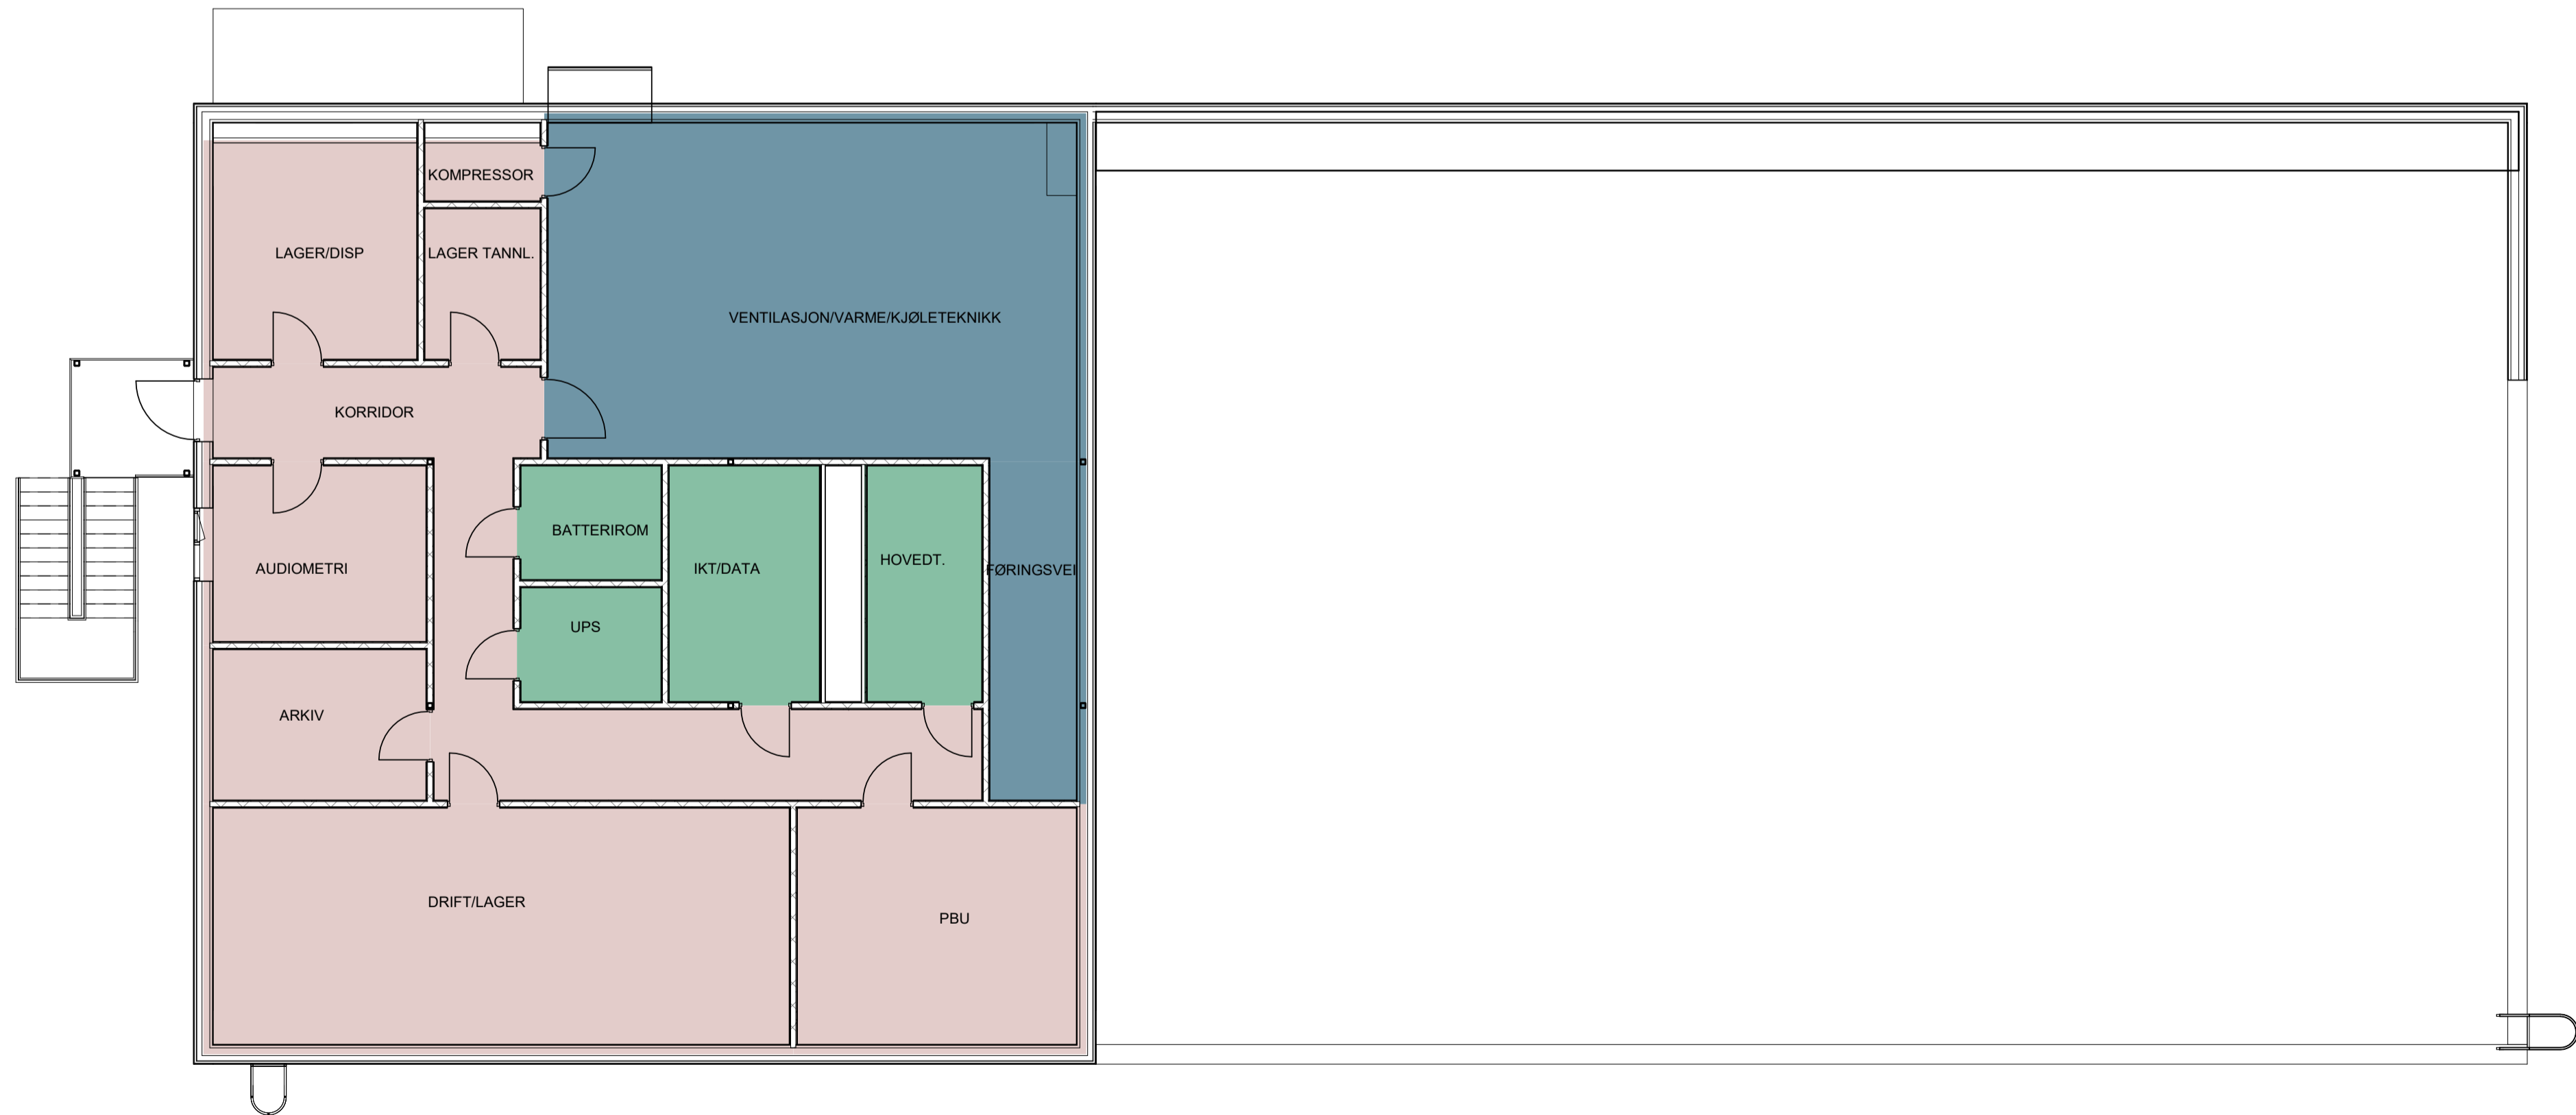 KOMPRESSOR
LAGER/DISP
LAGER TANNL.
VENTILASJON/VARME/KJØLETEKNIKK
KORRIDOR
BATTERIROM
HOVEDT.
AUDIOMETRI
IKT/DATA
FØRINGSVEI
UPS
ARKIV
DRIFT/LAGER
PBU